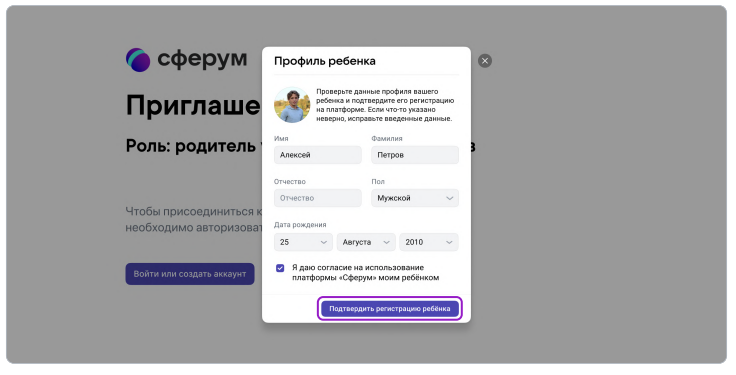 сферум
Приглаше
Роль: родитель
Чтобы присоединиться к
необходимо авторизоват
Войти или создать аккаунт
Профиль ребенка
Проверьте данные профиля вашего
ребенка и подтвердите его регистрацию
на платформе. Если что-то указано
неверно, исправьте введенные данные.
Имя
Фамилия
Алексей
Петров
Отчество
Пол
Отчество
Мужской
Дата рождения
25
Августа
2010
Я даю согласие на использование
платформы «Сферум» моим ребёнком
Подтвердить регистрацию ребёнка